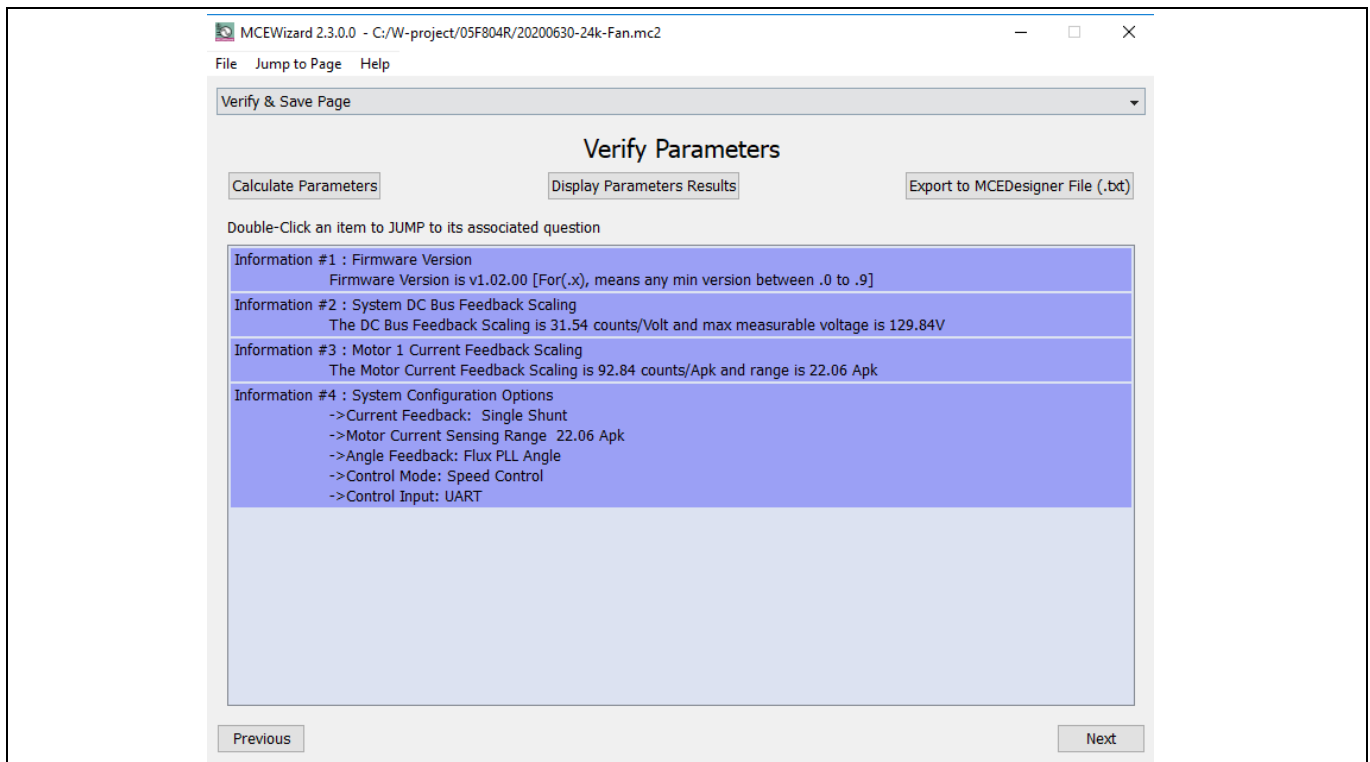 MCEWizard 2.3.0.0 - C:/W-project/05F804R/20200630-24k-Fan.mc2
File Jump to Page Help
Verify & Save Page
Verify Parameters
Calculate Parameters Display Parameters Results Export to MCEDesigner File (.txt)
Double-Click an item to JUMP to its associated question
Information #1 : Firmware Version
Firmware Version is v1.02.00 [For(.x), means any min version between .0 to .9]
Information #2 : System DC Bus Feedback Scaling
The DC Bus Feedback Scaling is 31.54 counts/Volt and max measurable voltage is 129.84V
Information #3 : Motor 1 Current Feedback Scaling
The Motor Current Feedback Scaling is 92.84 counts/Apk and range is 22.06 Apk
Information #4 : System Configuration Options
->Current Feedback: Single Shunt
->Motor Current Sensing Range 22.06 Apk
->Angle Feedback: Flux PLL Angle
->Control Mode: Speed Control
->Control Input: UART
Previous Next